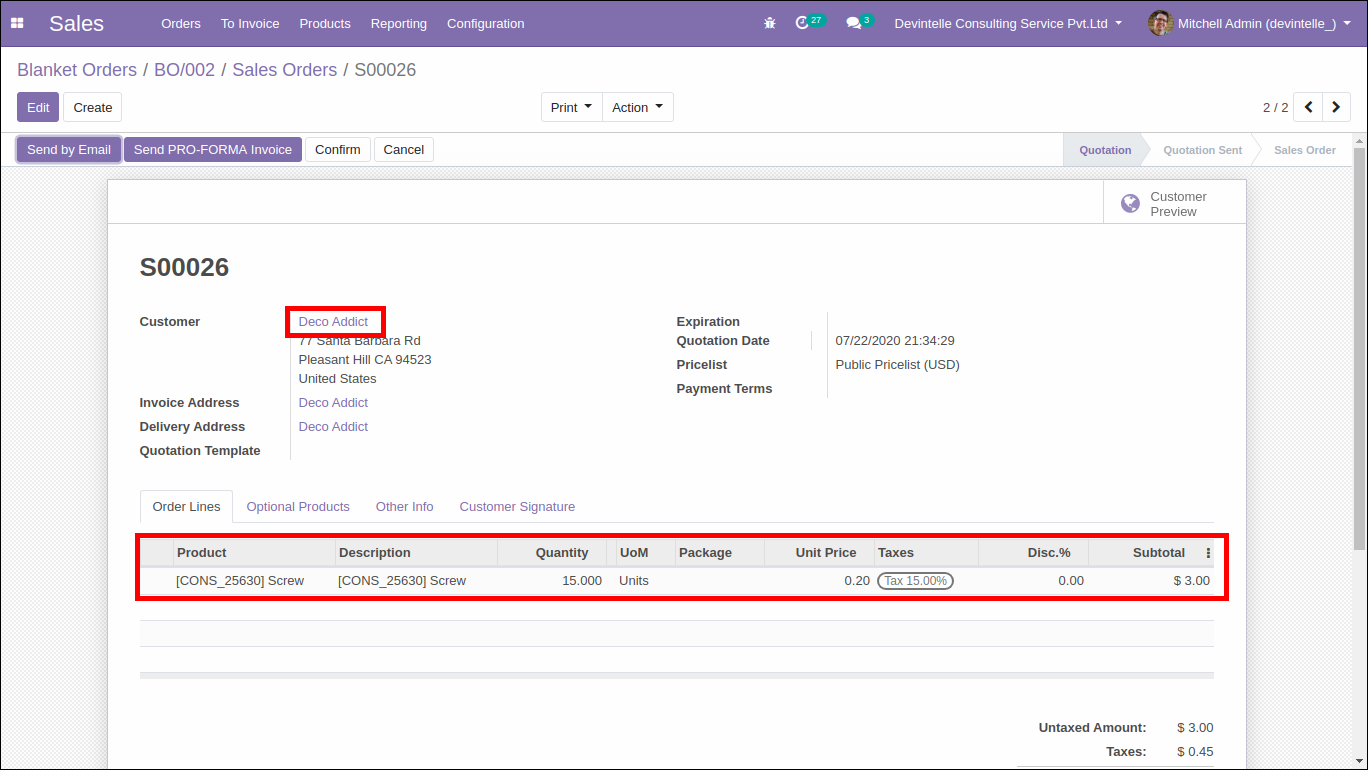 Sales Orders To Invoice Products Reporting Configuration 27 3 Devintelle Consulting Service Pvt.Ltd Mitchell Admin (devintelle_)
Blanket Orders / BO/002 / Sales Orders / S00026
Edit Create Print Action 2 / 2
Send by Email Send PRO-FORMA Invoice Confirm Cancel Quotation Quotation Sent Sales Order
Customer
Preview
S00026
Customer Deco Addict
77 Santa Barbara Rd
Pleasant Hill CA 94523
United States
Invoice Address Deco Addict
Delivery Address Deco Addict
Quotation Template
Expiration
Quotation Date 07/22/2020 21:34:29
Pricelist Public Pricelist (USD)
Payment Terms
Order Lines Optional Products Other Info Customer Signature
Product Description Quantity UoM Package Unit Price Taxes Disc.% Subtotal
[CONS_25630] Screw [CONS_25630] Screw 15.000 Units 0.20 Tax 15.00% 0.00 $ 3.00
Untaxed Amount: $ 3.00
Taxes: $ 0.45